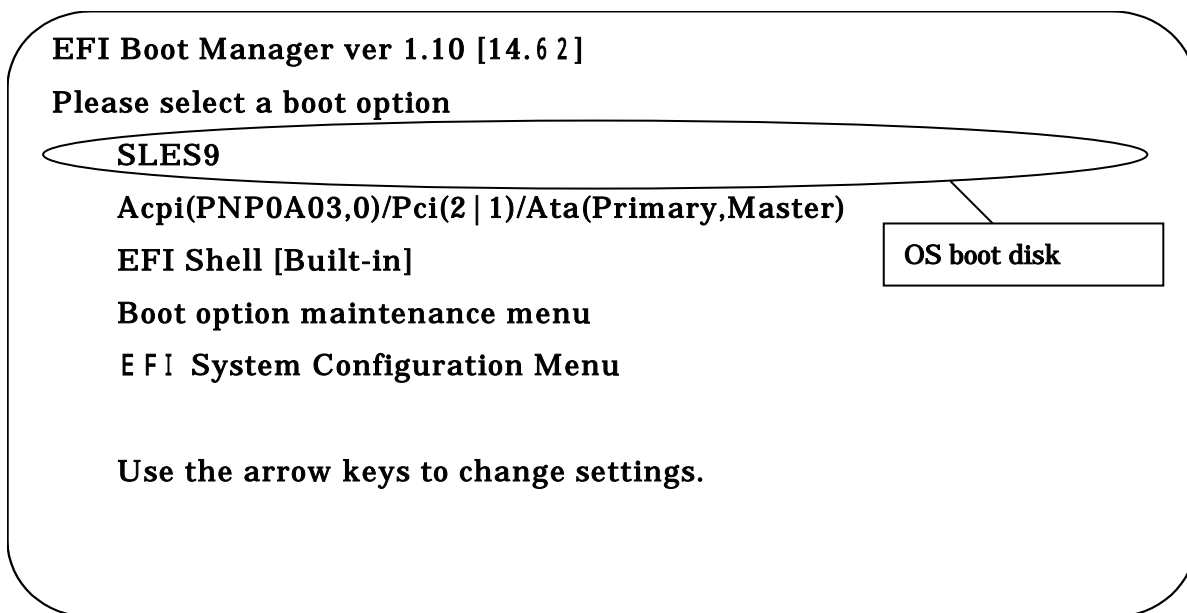 EFI Boot Manager ver 1.10 [14.62]
Please select a boot option
SLES9
Acpi(PNP0A03,0)/Pci(2|1)/Ata(Primary,Master)
OS boot disk
EFI Shell [Built-in]
Boot option maintenance menu
EFI System Configuration Menu
Use the arrow keys to change settings.